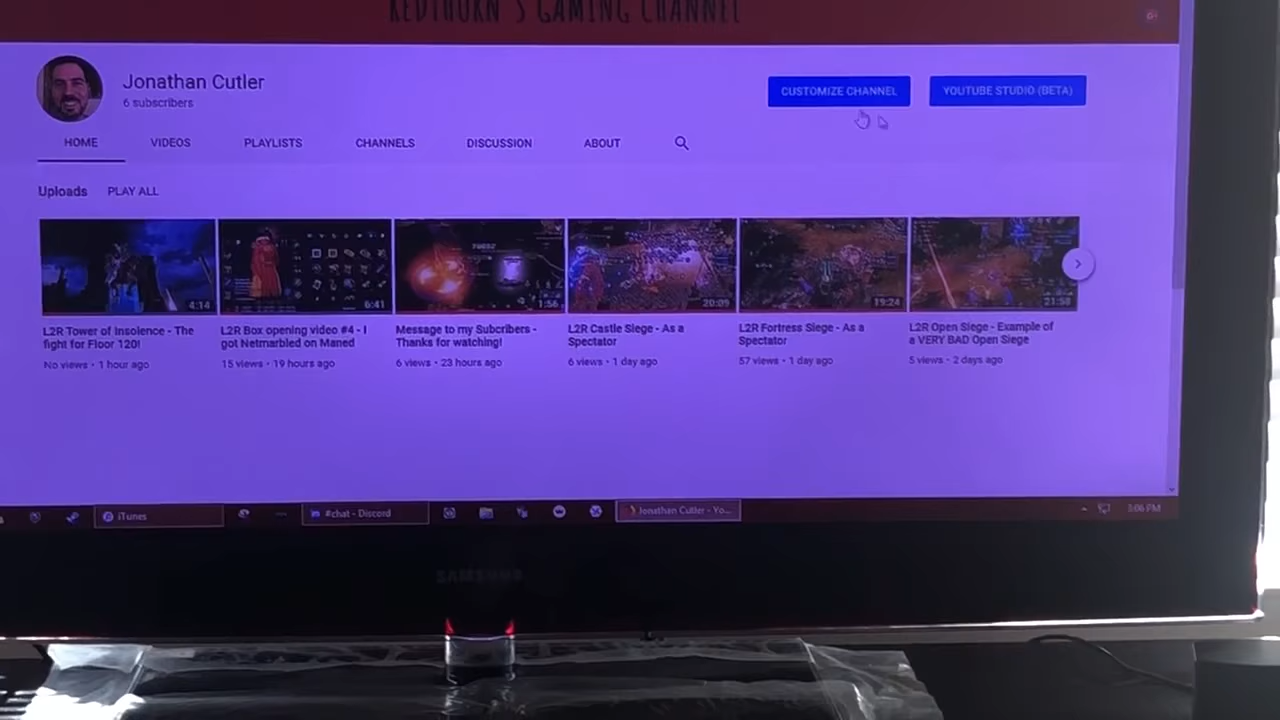 REDTHORN'S GAMING CHANNEL
Jonathan Cutler
6 subscribers
CUSTOMIZE CHANNEL
YOUTUBE STUDIO (BETA)
HOME
VIDEOS
PLAYLISTS
CHANNELS
DISCUSSION
ABOUT
Uploads
PLAY ALL
4:14
6:41
1:56
20:09
19:24
21:58
L2R Tower of Insolence - The
fight for Floor 120!
No views • 1 hour ago
L2R Box opening video #4 - I
got Netmarbled on Maned
15 views • 19 hours ago
Message to my Subcribers -
Thanks for watching!
6 views • 23 hours ago
L2R Castle Siege - As a
Spectator
6 views • 1 day ago
L2R Fortress Siege - As a
Spectator
57 views • 1 day ago
L2R Open Siege - Example of
a VERY BAD Open Siege
5 views • 2 days ago
iTunes
#chat - Discord
Jonathan Cutler - Yo...
3:06 PM
SAMSUNG